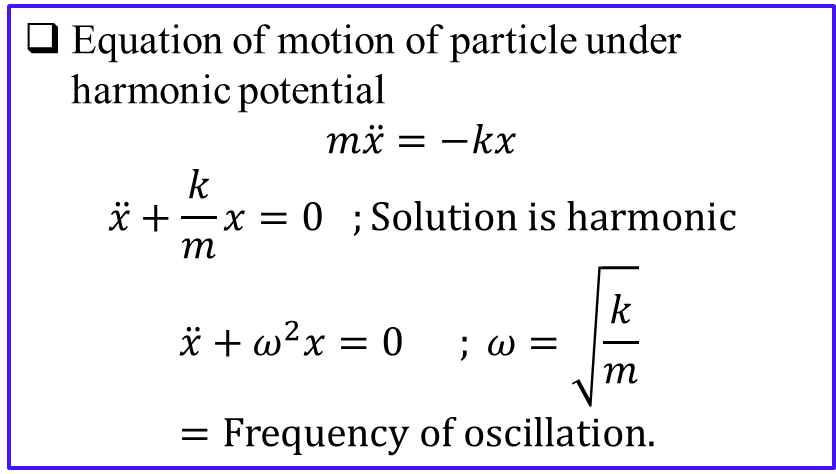 ❑ Equation of motion of particle under
harmonic potential
mẍ = −kx
ẍ + k/m x = 0 ; Solution is harmonic
ẍ + ω²x = 0 ; ω = √(k/m)
= Frequency of oscillation.